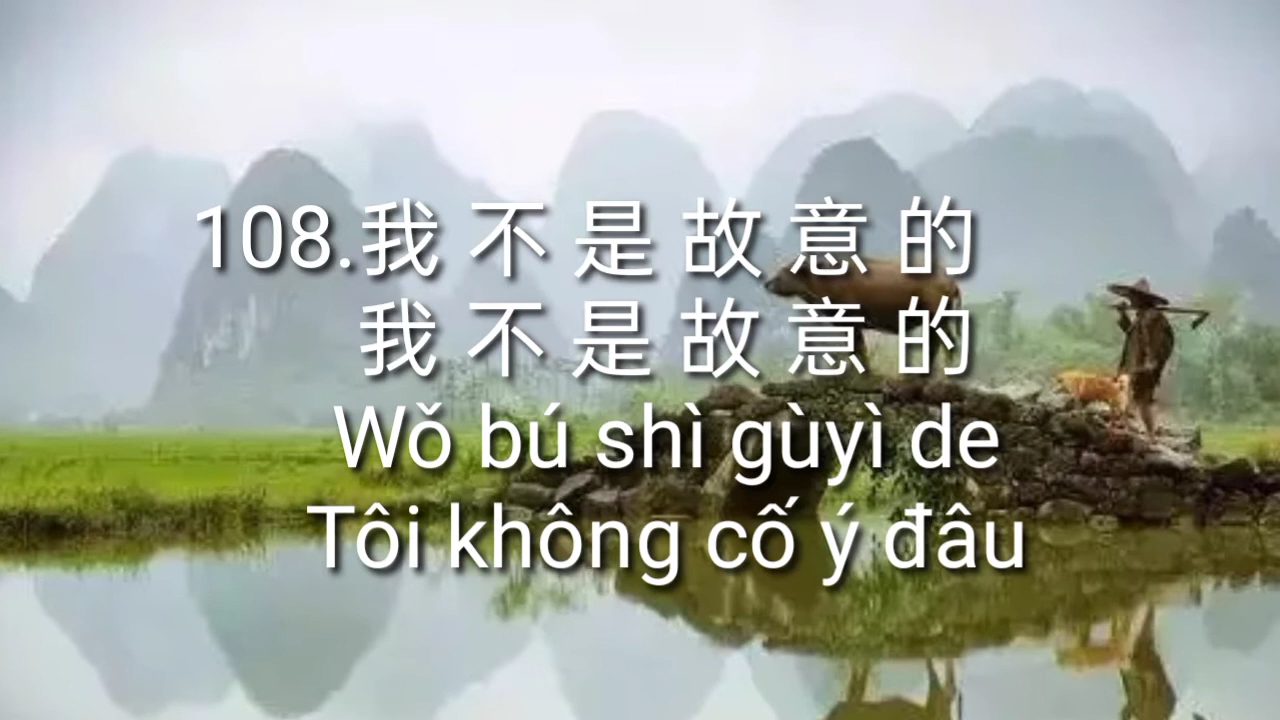 108.我 不 是 故 意 的
我 不 是 故 意 的
Wǒ bú shì gùyì de
Tôi không cố ý đâu